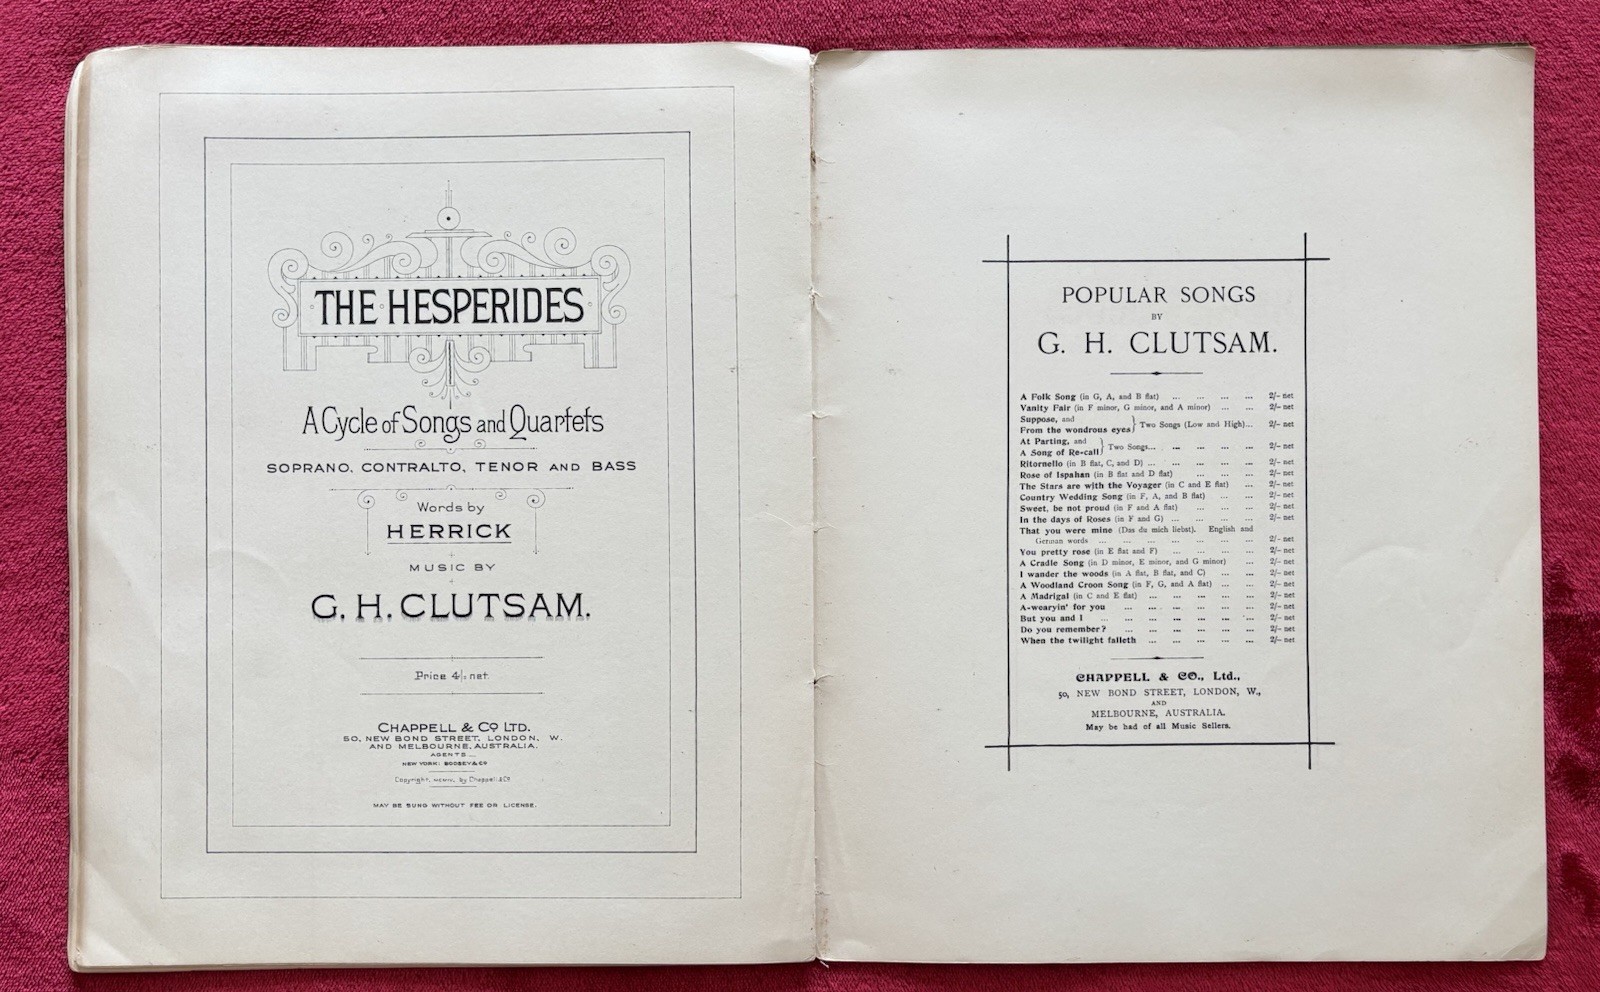 THE HESPERIDES
A Cycle of Songs and Quartets
SOPRANO, CONTRALTO, TENOR AND BASS
Words by
HERRICK
MUSIC BY
G. H. CLUTSAM.
Price 4/= net.
CHAPPELL & CO LTD.
50, NEW BOND STREET, LONDON, W.
AND MELBOURNE, AUSTRALIA.
AGENTS
NEW YORK: BOOSEY & CO
Copyright, by Chappell & Co
MAY BE SUNG WITHOUT FEE OR LICENSE.
POPULAR SONGS
BY
G. H. CLUTSAM.
A Folk Song (in G, A, and B flat) ... ... ... ... 2/- net
Vanity Fair (in F minor, G minor, and A minor) ... ... 2/- net
Suppose, and
From the wondrous eyes } Two Songs (Low and High)... 2/- net
At Parting, and
A Song of Re-call } Two Songs... ... ... ... ... 2/- net
Ritornello (in B flat, C, and D) ... ... ... ... ... 2/- net
Rose of Ispahan (in B flat and D flat) ... ... ... 2/- net
The Stars are with the Voyager (in C and E flat) ... 2/- net
Country Wedding Song (in F, A, and B flat) ... ... 2/- net
Sweet, be not proud (in F and A flat) ... ... ... 2/- net
In the days of Roses (in F and G) ... ... ... ... 2/- net
That you were mine (Das du mich liebst). English and
German words ... ... ... ... ... ... ... 2/- net
You pretty rose (in E flat and F) ... ... ... ... 2/- net
A Cradle Song (in D minor, E minor, and G minor) ... 2/- net
I wander the woods (in A flat, B flat, and C) ... ... 2/- net
A Woodland Croon Song (in F, G, and A flat) ... ... 2/- net
A Madrigal (in C and E flat) ... ... ... ... ... 2/- net
A-wearyin' for you ... ... ... ... ... ... 2/- net
But you and I ... ... ... ... ... ... ... 2/- net
Do you remember? ... ... ... ... ... ... 2/- net
When the twilight falleth ... ... ... ... ... 2/- net
CHAPPELL & CO., Ltd.,
50, NEW BOND STREET, LONDON, W.,
AND
MELBOURNE, AUSTRALIA.
May be had of all Music Sellers.